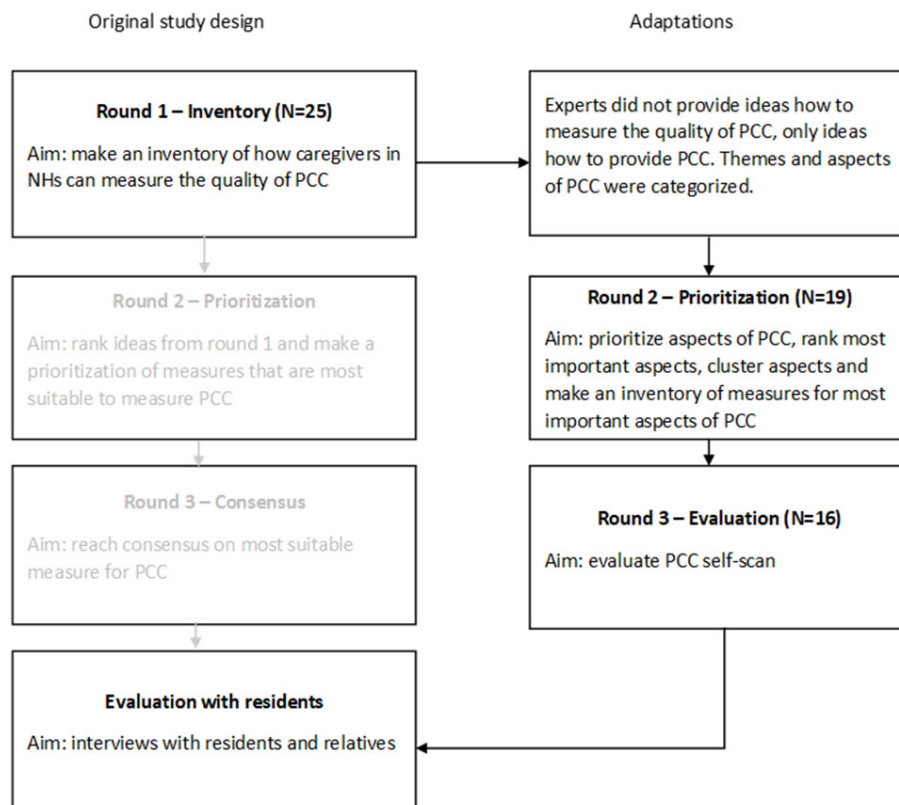 Original study design
Adaptations
Round 1 – Inventory (N=25)
Aim: make an inventory of how caregivers in
NHs can measure the quality of PCC
Experts did not provide ideas how to
measure the quality of PCC, only ideas
how to provide PCC. Themes and aspects
of PCC were categorized.
Round 2 – Prioritization
Aim: rank ideas from round 1 and make a
prioritization of measures that are most
suitable to measure PCC
Round 2 – Prioritization (N=19)
Aim: prioritize aspects of PCC, rank most
important aspects, cluster aspects and
make an inventory of measures for most
important aspects of PCC
Round 3 – Consensus
Aim: reach consensus on most suitable
measure for PCC
Round 3 – Evaluation (N=16)
Aim: evaluate PCC self-scan
Evaluation with residents
Aim: interviews with residents and relatives